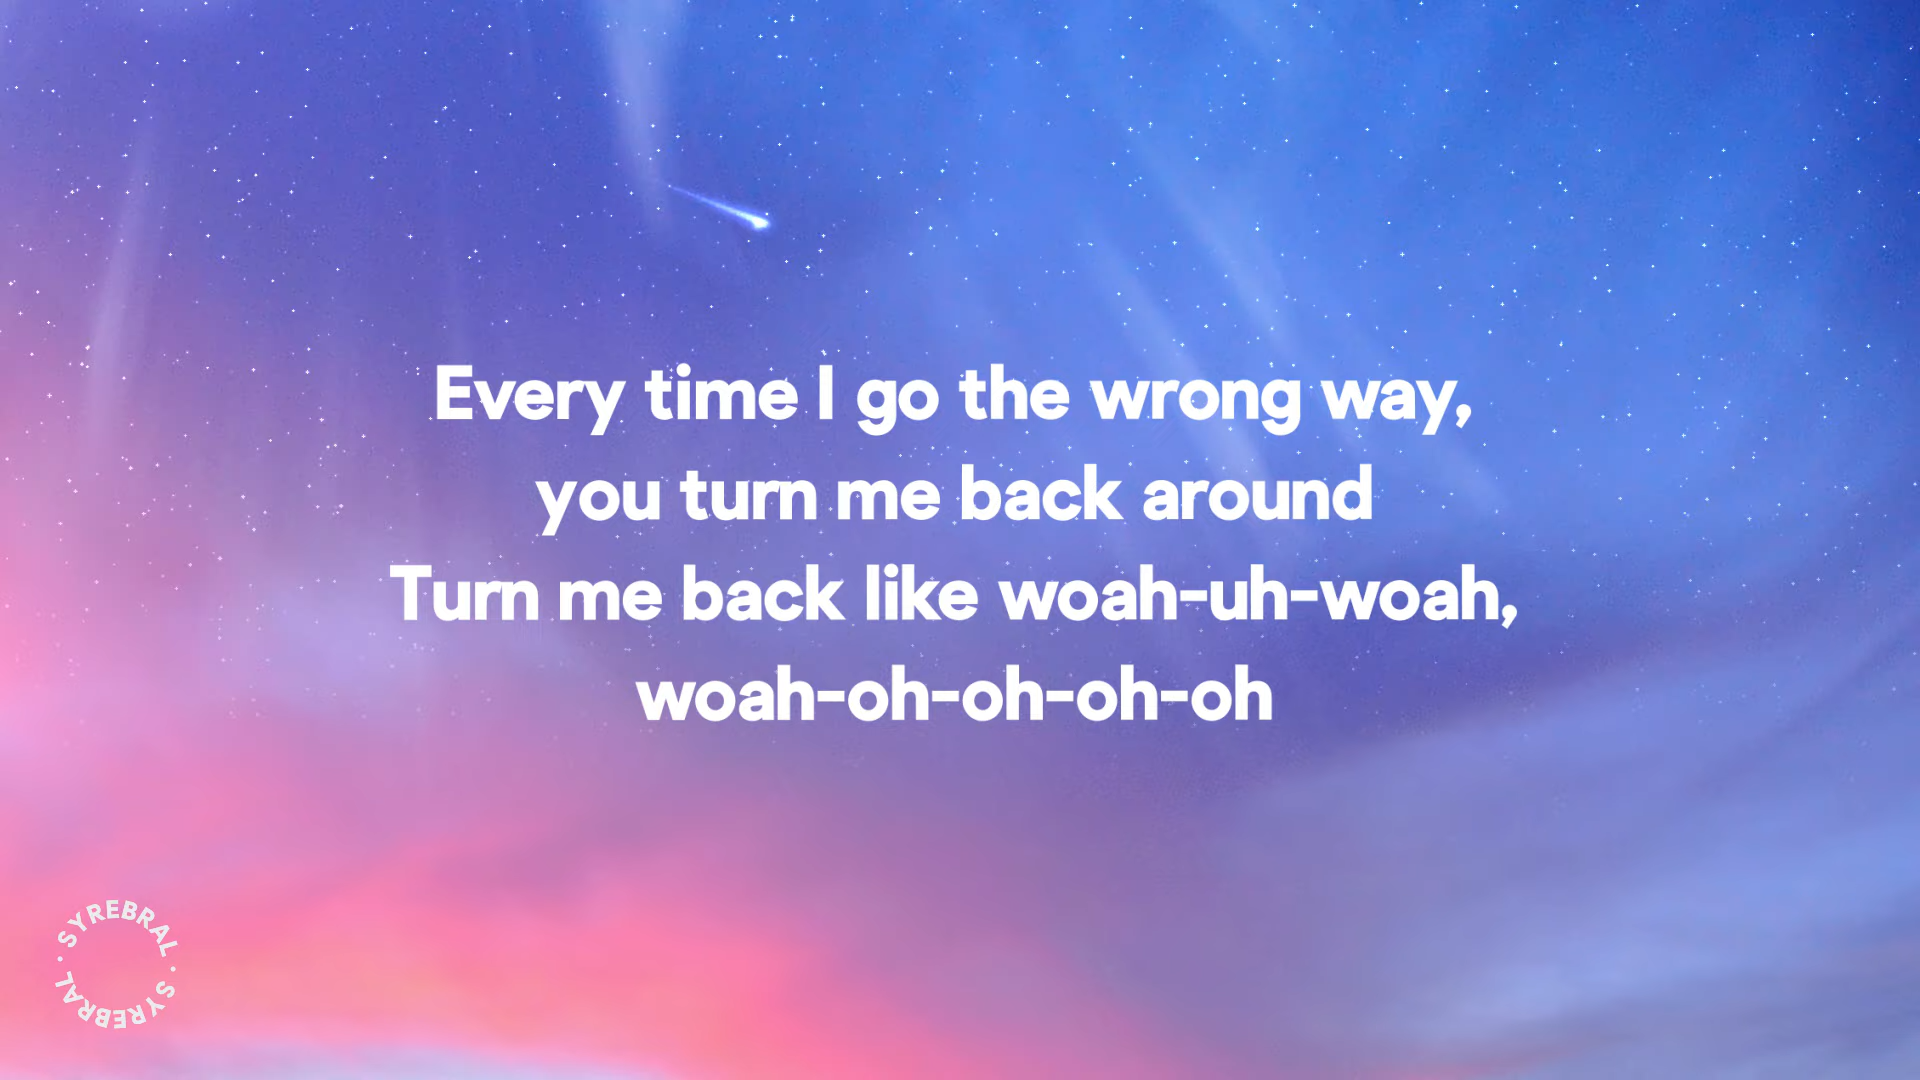 Every time I go the wrong way,
you turn me back around
Turn me back like woah-uh-woah,
woah-oh-oh-oh-oh
SYREBRAL · SYREBRAL ·